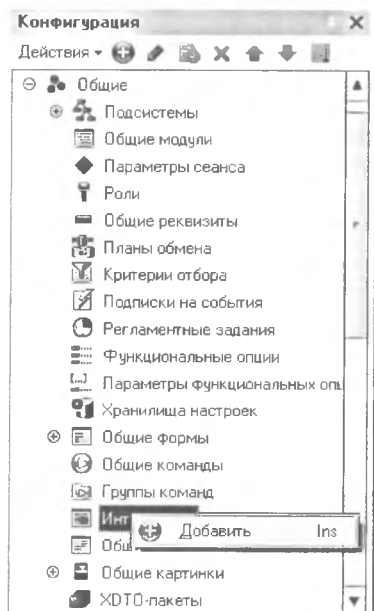 Конфигурация
Действия
Общие
Подсистемы
Общие модули
Параметры сеанса
Роли
Общие реквизиты
Планы обмена
Критерии отбора
Подписки на события
Регламентные задания
Функциональные опции
Параметры функциональных опц
Хранилища настроек
Общие формы
Общие команды
Группы команд
Инт
Добавить Ins
Общ
Общие картинки
XDTO-пакеты